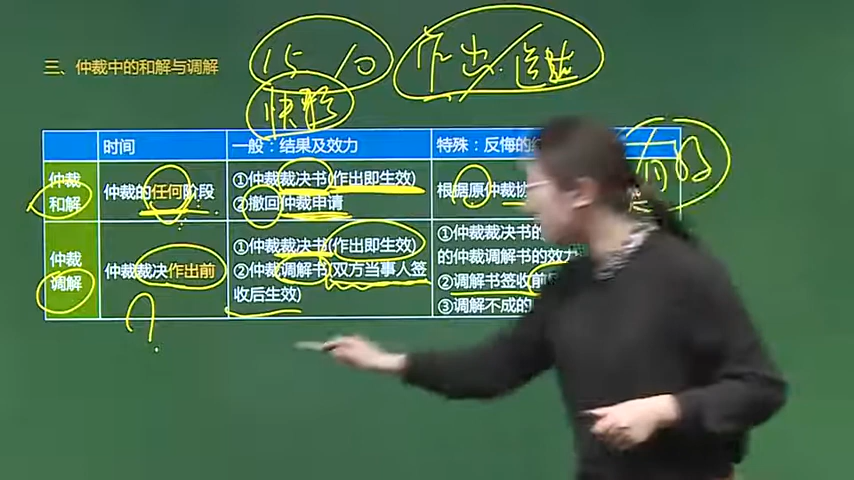 15 10
作出 送达
三、仲裁中的和解与调解
快
时间
一般：结果及效力
特殊：反悔的
仲裁
和解
仲裁的任何阶段
①仲裁裁决书(作出即生效)
②撤回仲裁申请
根据原仲裁协
仲裁
调解
仲裁裁决作出前
①仲裁裁决书(作出即生效)
②仲裁调解书(双方当事人签
收后生效)
①仲裁裁决书的
的仲裁调解书的效力
②调解书签收前
③调解不成的
?